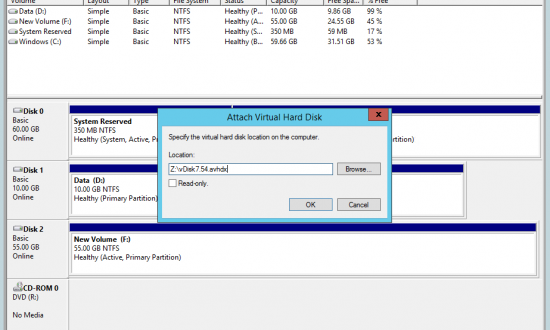 Volume Layout Type File System Status Capacity Free Spa... % Free
Data (D:) Simple Basic NTFS Healthy (P... 10.00 GB 9.86 GB 99 %
New Volume (F:) Simple Basic NTFS Healthy (A... 55.00 GB 24.55 GB 45 %
System Reserved Simple Basic NTFS Healthy (S... 350 MB 59 MB 17 %
Windows (C:) Simple Basic NTFS Healthy (B... 59.66 GB 31.51 GB 53 %
Disk 0
Basic
60.00 GB
Online
System Reserved
350 MB NTFS
Healthy (System, Active, P
Partition)
Attach Virtual Hard Disk
x
Specify the virtual hard disk location on the computer.
Location:
Z:\vDisk7.54.avhdx
Browse...
Read-only.
OK Cancel
Disk 1
Basic
10.00 GB
Online
Data (D:)
10.00 GB NTFS
Healthy (Primary Partition)
Disk 2
Basic
55.00 GB
Online
New Volume (F:)
55.00 GB NTFS
Healthy (Active, Primary Partition)
CD-ROM 0
DVD (R:)
No Media